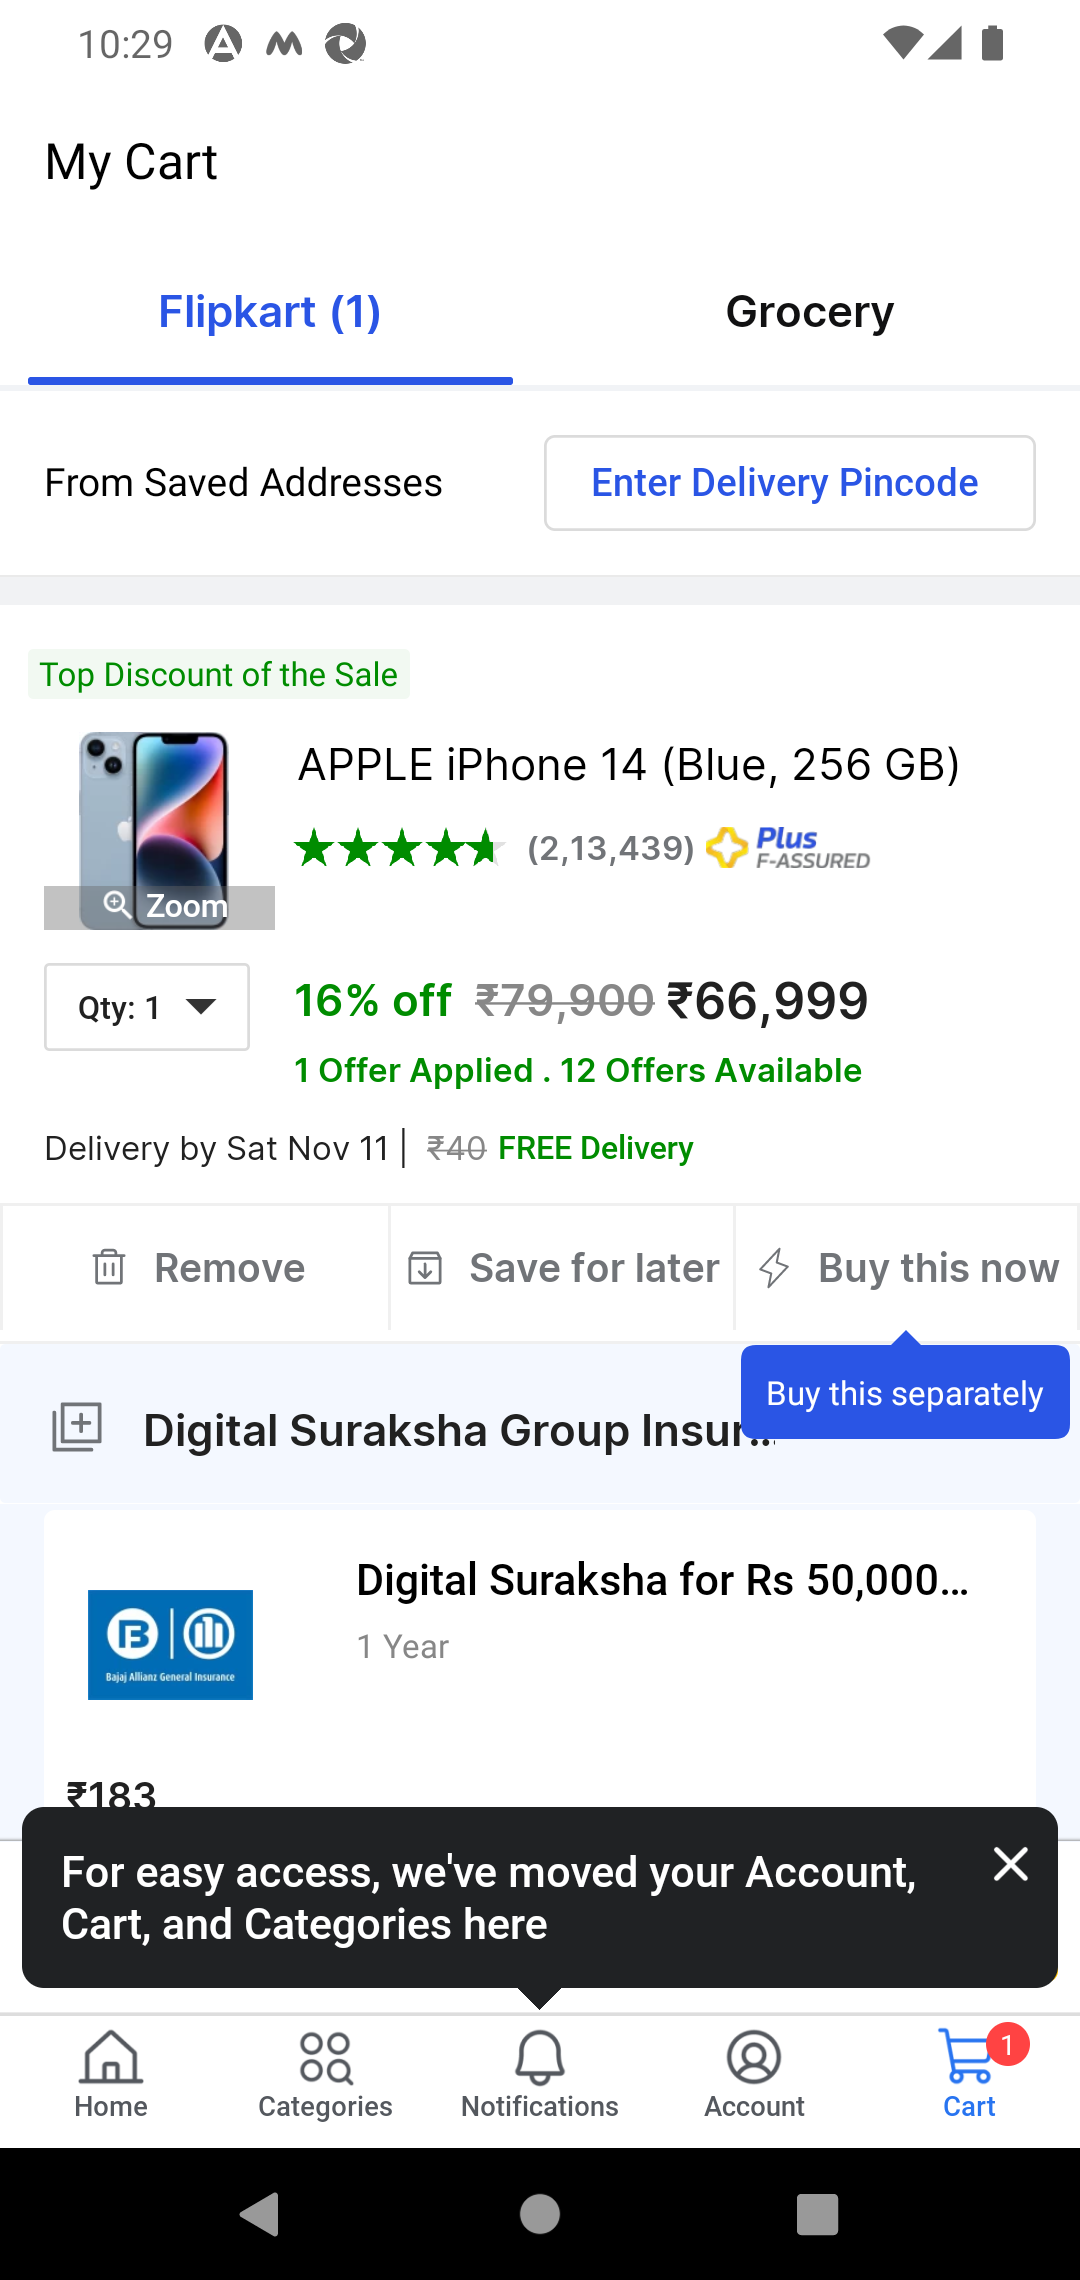 10:29
My Cart
Flipkart (1)
Grocery
From Saved Addresses
Enter Delivery Pincode
Top Discount of the Sale
APPLE iPhone 14 (Blue, 256 GB)
(2,13,439) Plus F-ASSURED
Zoom
Qty: 1
16% off ₹79,900 ₹66,999
1 Offer Applied . 12 Offers Available
Delivery by Sat Nov 11 | ₹40 FREE Delivery
Remove
Save for later
Buy this now
Buy this separately
Digital Suraksha Group Insur...
Digital Suraksha for Rs 50,000...
1 Year
Bajaj Allianz General Insurance
₹183
For easy access, we've moved your Account,
Cart, and Categories here
Home
Categories
Notifications
Account
1
Cart